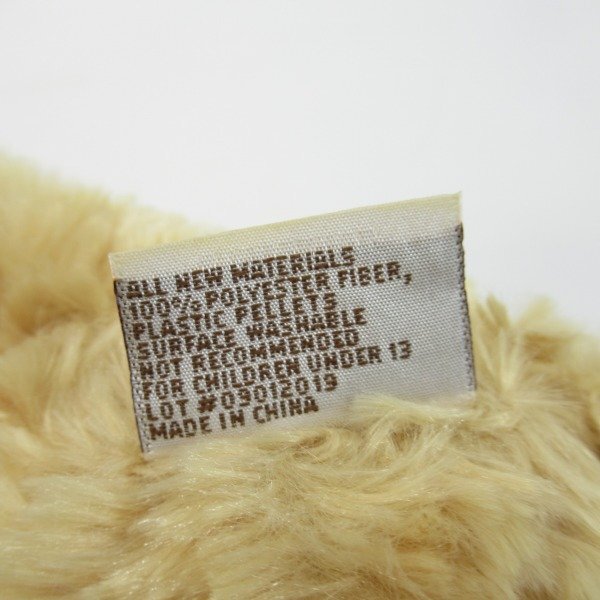 ALL NEW MATERIALS
100% POLYESTER FIBER,
PLASTIC PELLETS
SURFACE WASHABLE
NOT RECOMMENDED
FOR CHILDREN UNDER 13
LOT #09012019
MADE IN CHINA